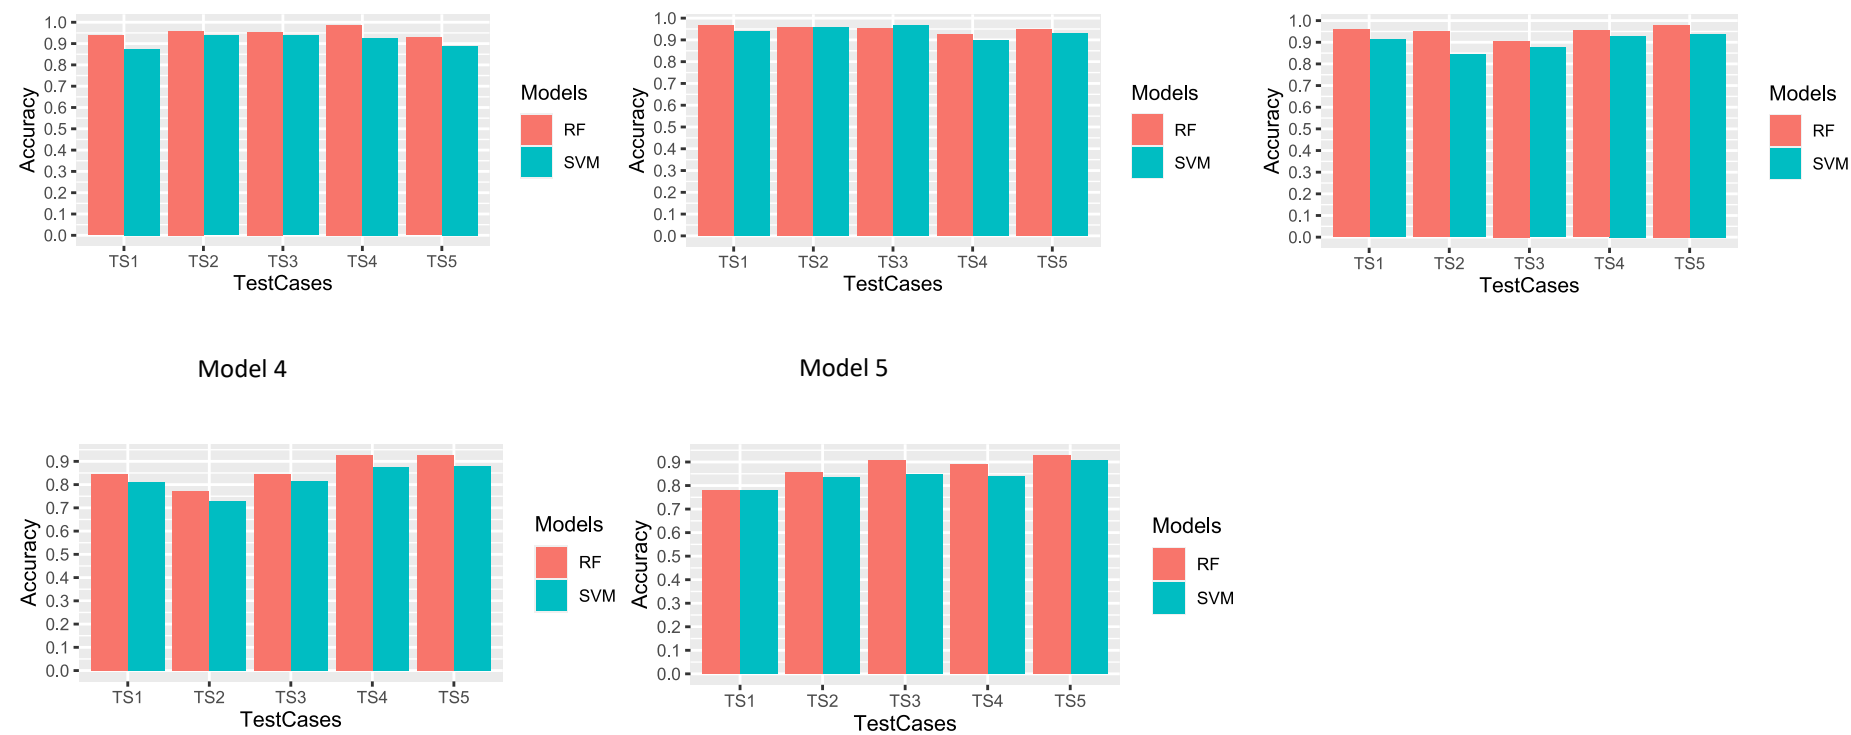 1.0
0.9
0.8
0.7
0.6
0.5
0.4
0.3
0.2
0.1
0.0
Accuracy
TS1 TS2 TS3 TS4 TS5
TestCases
Models
RF
SVM
1.0
0.9
0.8
0.7
0.6
0.5
0.4
0.3
0.2
0.1
0.0
Accuracy
TS1 TS2 TS3 TS4 TS5
TestCases
Models
RF
SVM
1.0
0.9
0.8
0.7
0.6
0.5
0.4
0.3
0.2
0.1
0.0
Accuracy
TS1 TS2 TS3 TS4 TS5
TestCases
Models
RF
SVM
Model 4
0.9
0.8
0.7
0.6
0.5
0.4
0.3
0.2
0.1
0.0
Accuracy
TS1 TS2 TS3 TS4 TS5
TestCases
Models
RF
SVM
Model 5
0.9
0.8
0.7
0.6
0.5
0.4
0.3
0.2
0.1
0.0
Accuracy
TS1 TS2 TS3 TS4 TS5
TestCases
Models
RF
SVM